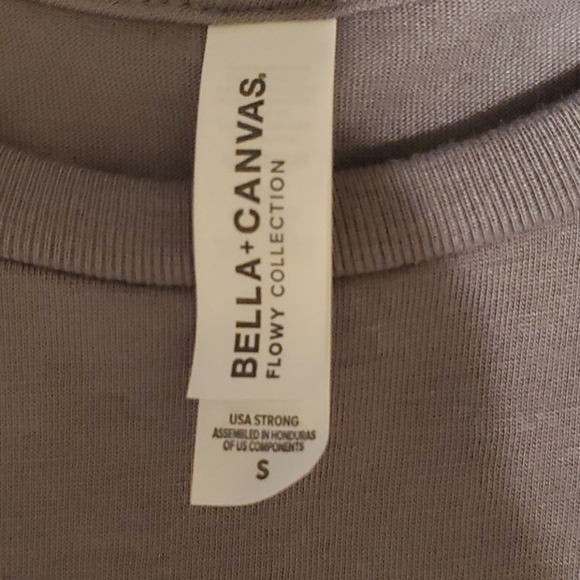 BELLA+CANVAS.
FLOWY COLLECTION
USA STRONG
ASSEMBLED IN HONDURAS
OF US COMPONENTS
S